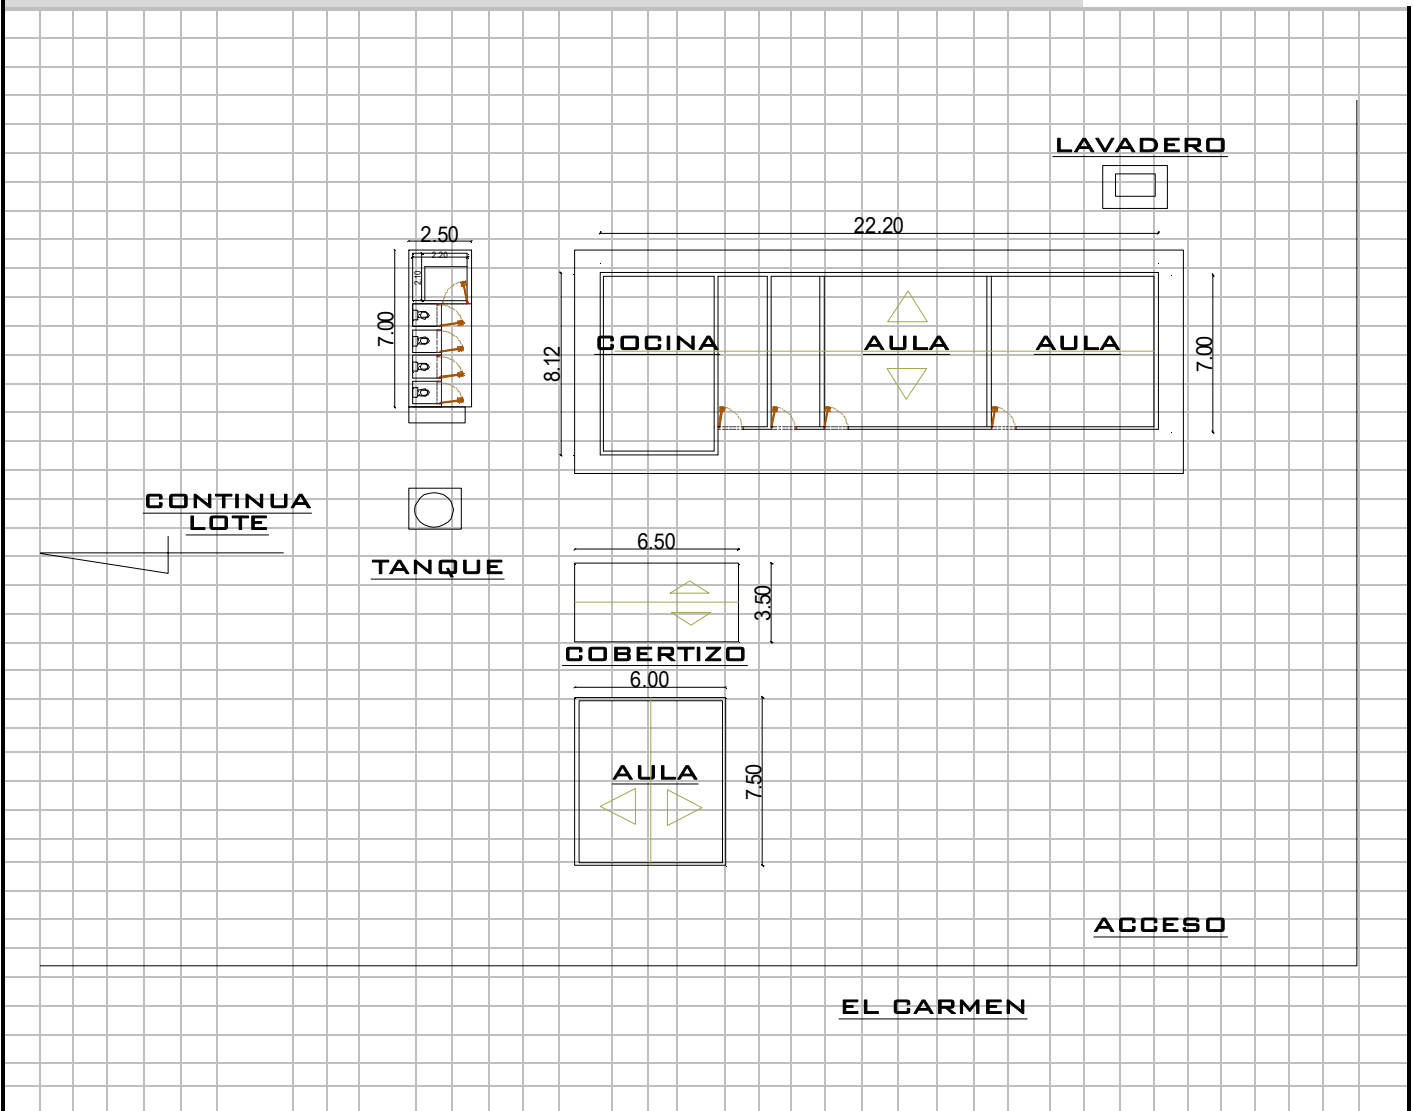 LAVADERO
22.20
2.50
2.20
2.10
7.00
COCINA
AULA
AULA
8.12
7.00
CONTINUA
LOTE
TANQUE
6.50
3.50
COBERTIZO
6.00
AULA
7.50
ACCESO
EL CARMEN